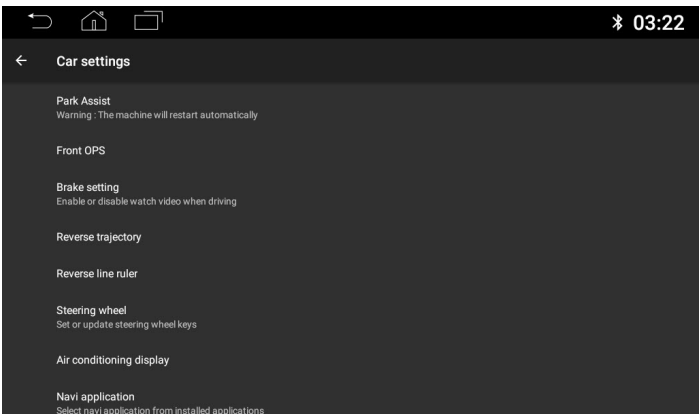 03:22
Car settings
Park Assist
Warning : The machine will restart automatically
Front OPS
Brake setting
Enable or disable watch video when driving
Reverse trajectory
Reverse line ruler
Steering wheel
Set or update steering wheel keys
Air conditioning display
Navi application
Select navi application from installed applications